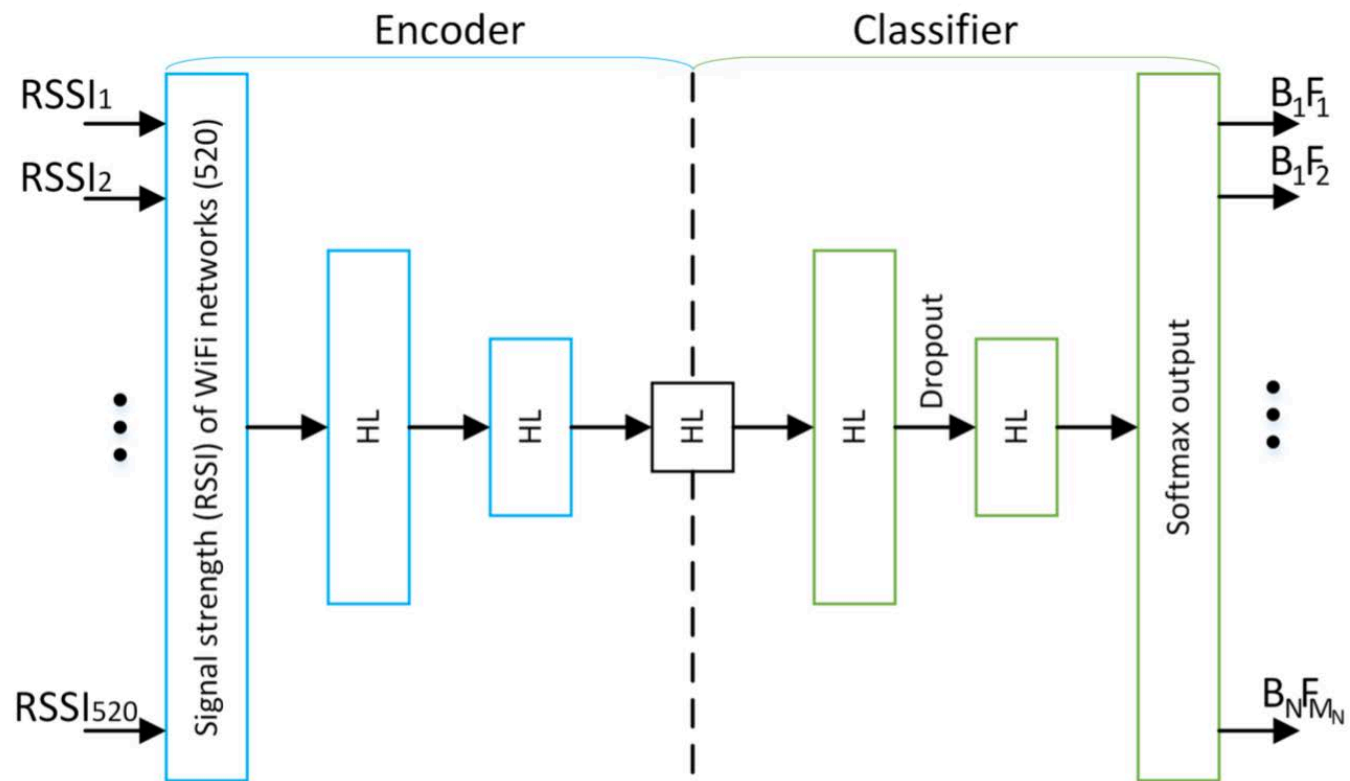 Encoder
Classifier
RSSI1
RSSI2
RSSI520
Signal strength (RSSI) of WiFi networks (520)
HL
HL
HL
HL
Dropout
HL
Softmax output
B1F1
B1F2
BNFMN